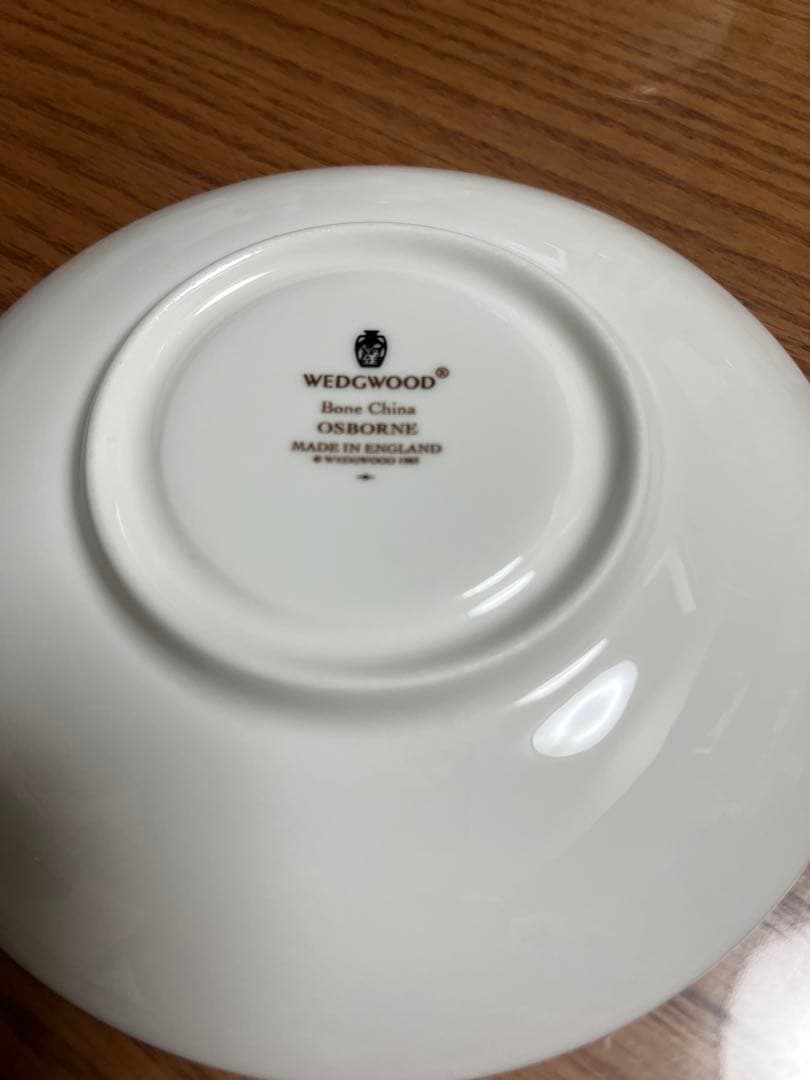 WEDGWOOD®
Bone China
OSBORNE
MADE IN ENGLAND
© WEDGWOOD